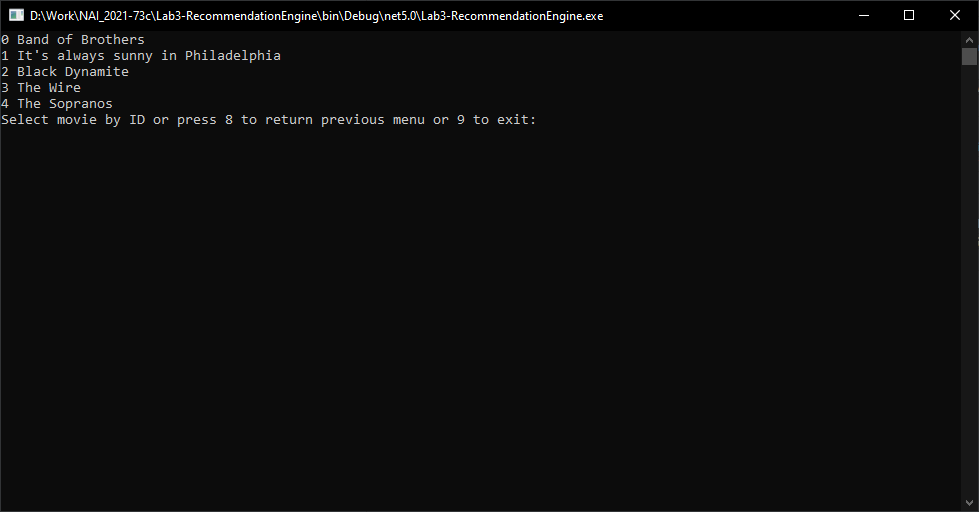 D:\Work\NAI_2021-73c\Lab3-RecommendationEngine\bin\Debug\net5.0\Lab3-RecommendationEngine.exe
0 Band of Brothers
1 It's always sunny in Philadelphia
2 Black Dynamite
3 The Wire
4 The Sopranos
Select movie by ID or press 8 to return previous menu or 9 to exit: